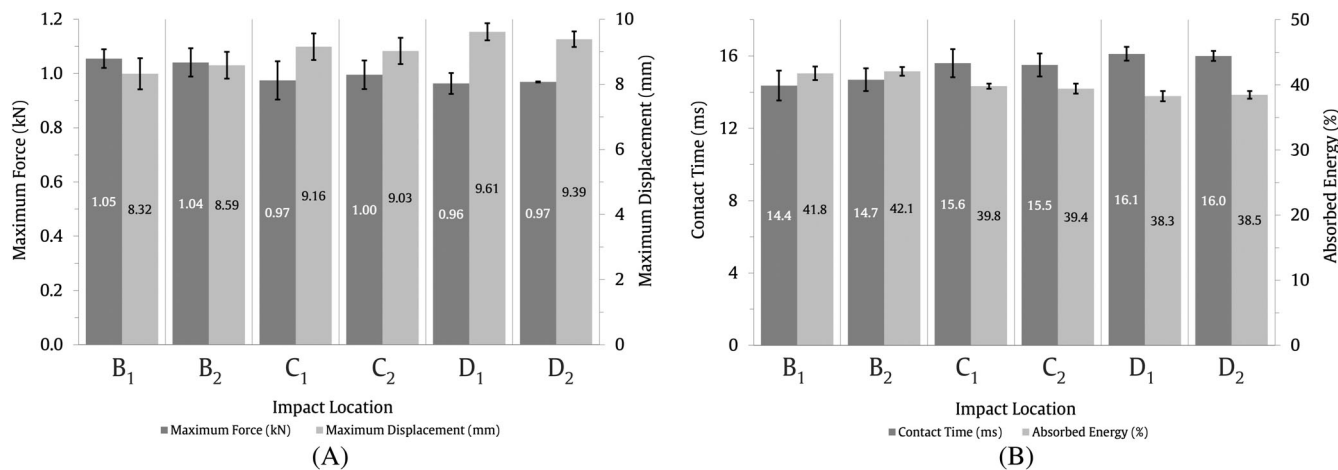 1.2
1.0
0.8
0.6
0.4
0.2
0.0
Maximum Force (kN)
10
8
6
4
2
0
Maximum Displacement (mm)
1.05 8.32 1.04 8.59 0.97 9.16 1.00 9.03 0.96 9.61 0.97 9.39
B₁ B₂ C₁ C₂ D₁ D₂
Impact Location
Maximum Force (kN) Maximum Displacement (mm)
(A)
16
12
8
4
0
Contact Time (ms)
50
40
30
20
10
0
Absorbed Energy (%)
14.4 41.8 14.7 42.1 15.6 39.8 15.5 39.4 16.1 38.3 16.0 38.5
B₁ B₂ C₁ C₂ D₁ D₂
Impact Location
Contact Time (ms) Absorbed Energy (%)
(B)